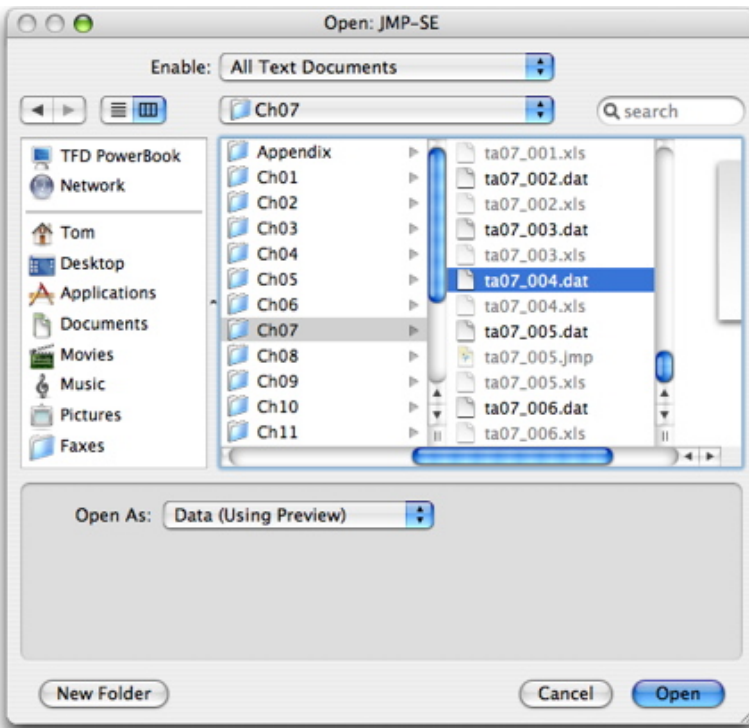 Open: JMP-SE
Enable: All Text Documents
Ch07
search
TFD PowerBook
Network
Tom
Desktop
Applications
Documents
Movies
Music
Pictures
Faxes
Appendix
Ch01
Ch02
Ch03
Ch04
Ch05
Ch06
Ch07
Ch08
Ch09
Ch10
Ch11
ta07_001.xls
ta07_002.dat
ta07_002.xls
ta07_003.dat
ta07_003.xls
ta07_004.dat
ta07_004.xls
ta07_005.dat
ta07_005.jmp
ta07_005.xls
ta07_006.dat
ta07_006.xls
Open As: Data (Using Preview)
New Folder
Cancel
Open